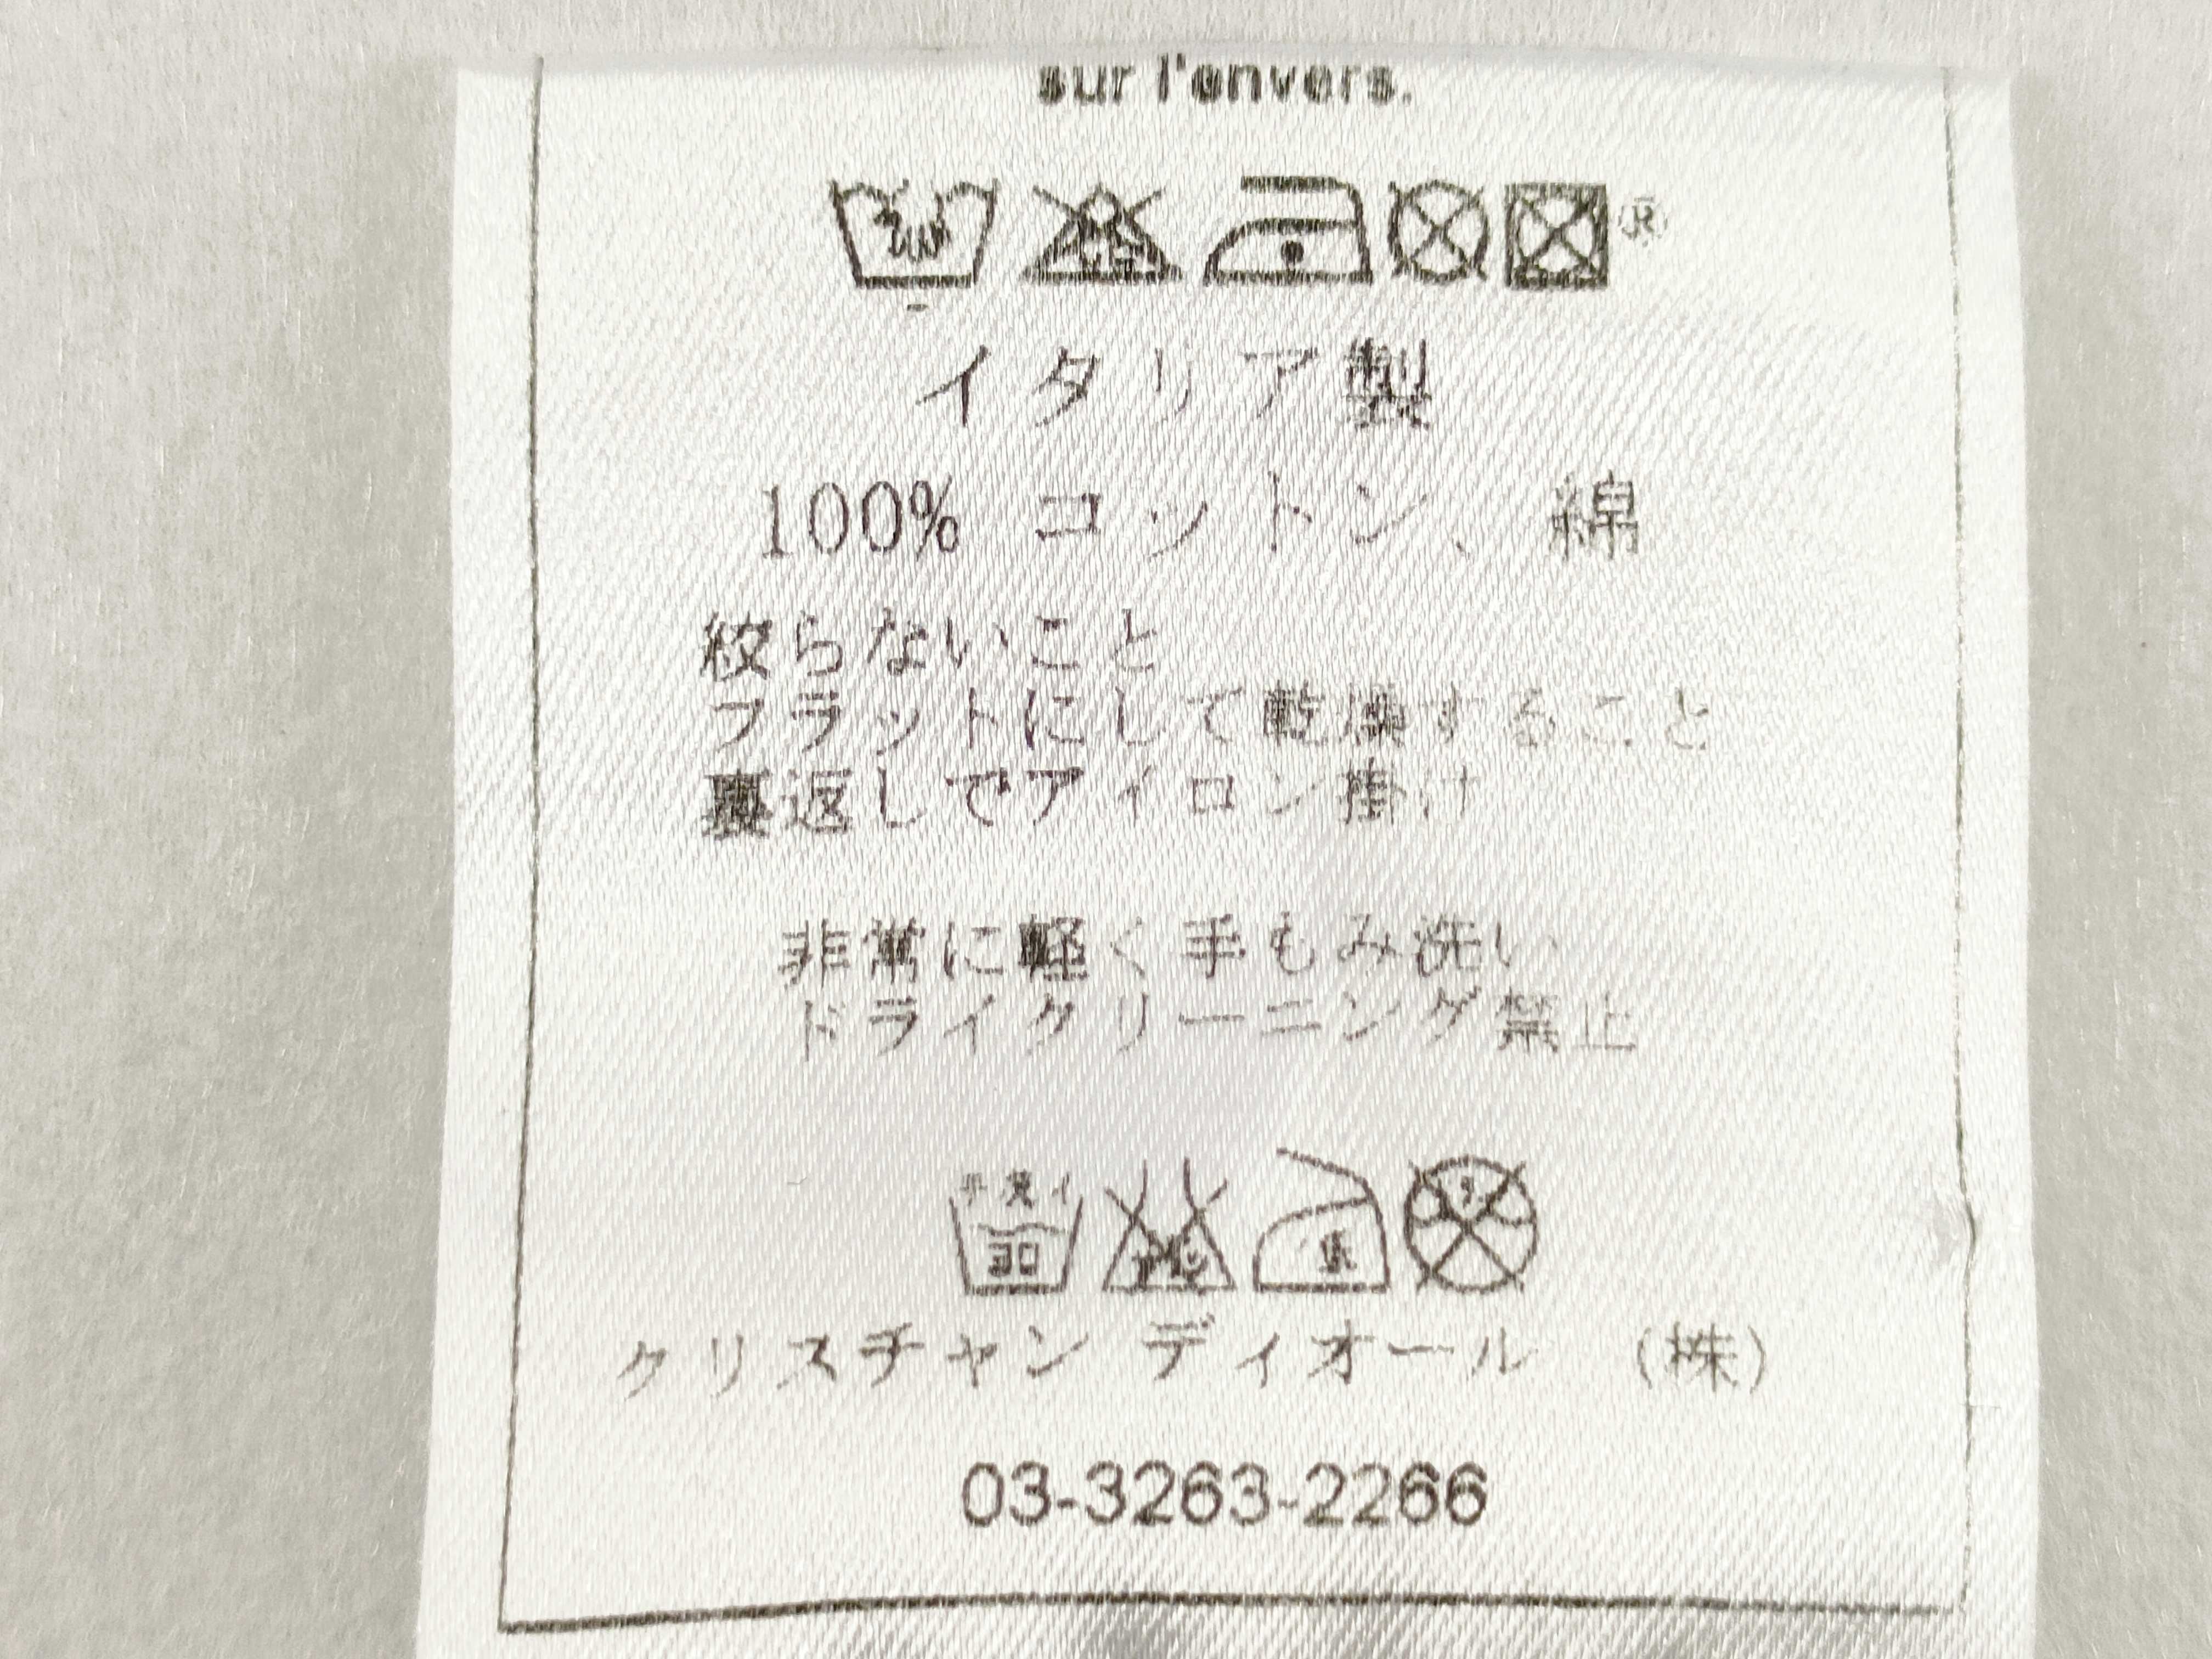 sur l'envers.
イタリア製
100% コットン、綿
絞らないこと
フラットにして乾燥すること
裏返しでアイロン掛け
非常に軽く手もみ洗い
ドライクリーニング禁止
手洗イ
30
クリスチャン ディオール (株)
03-3263-2266